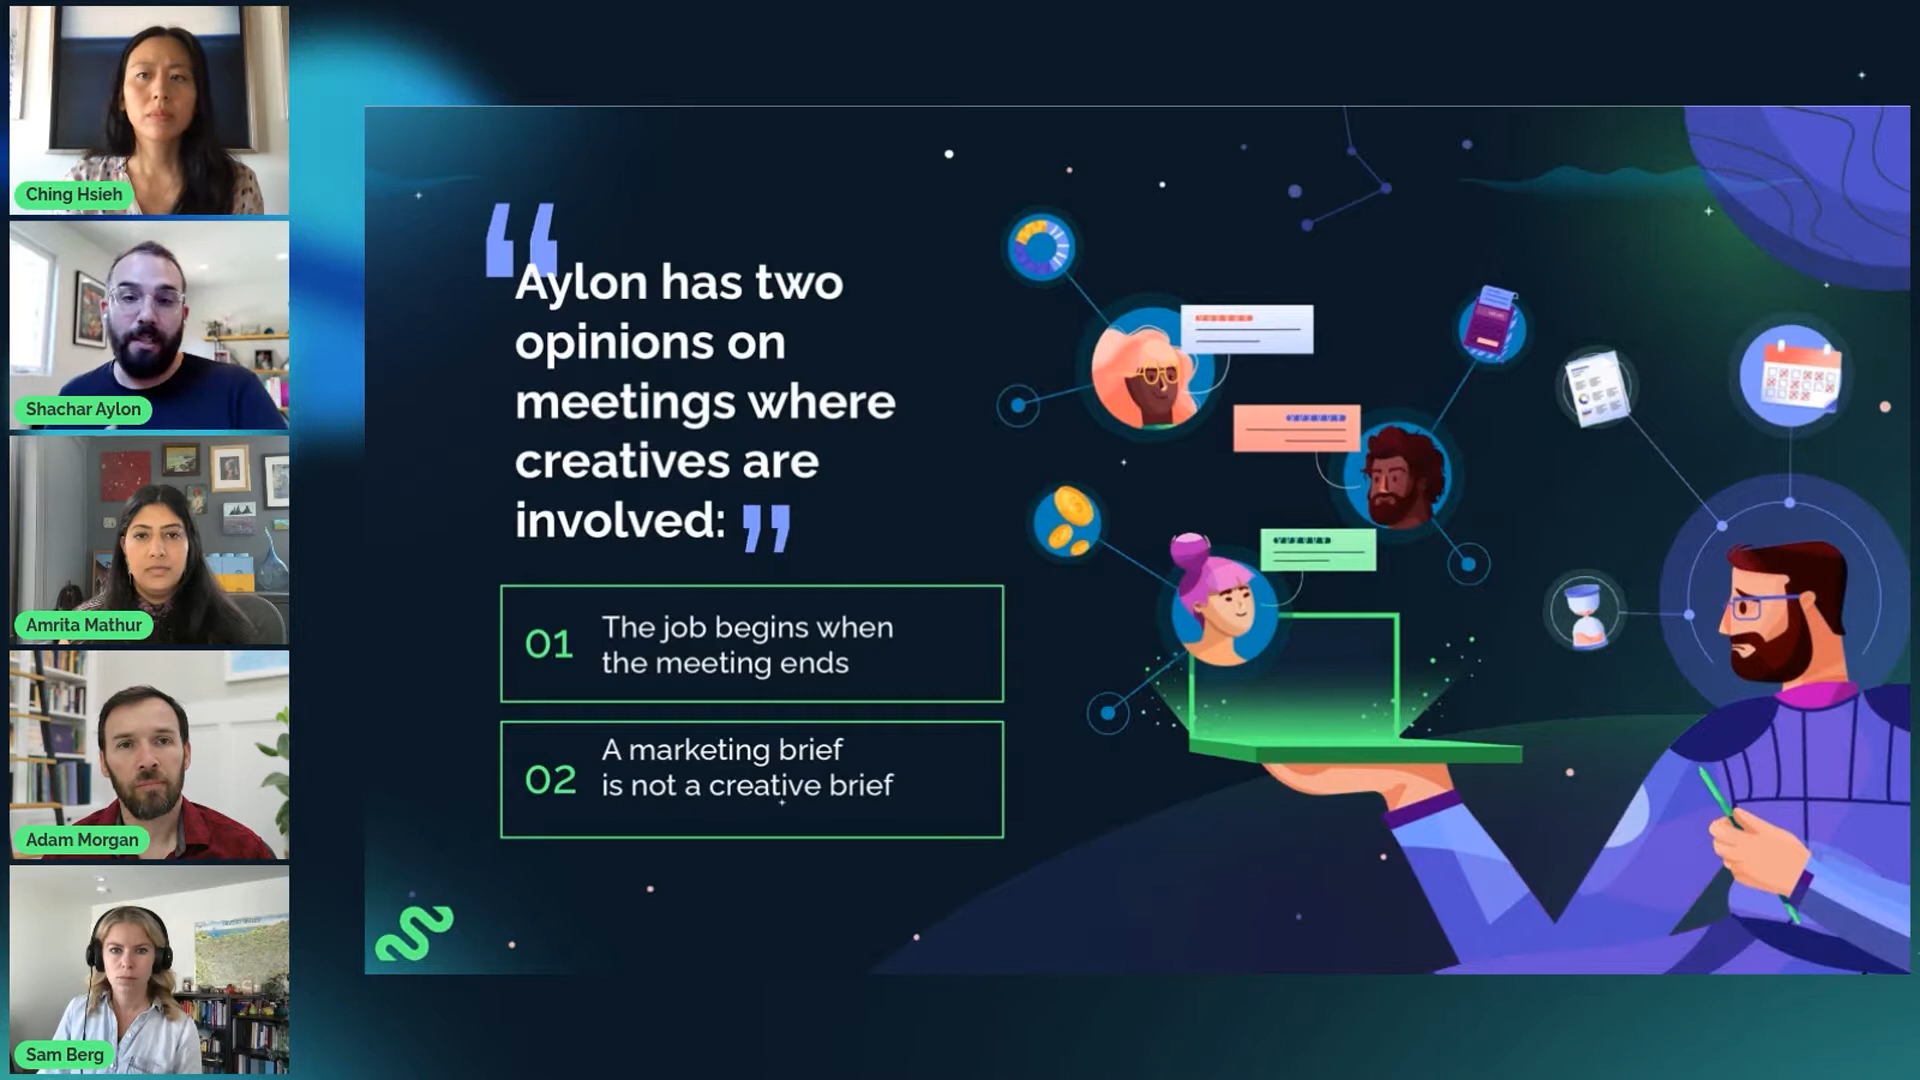 Ching Hsieh
Shachar Aylon
Amrita Mathur
Adam Morgan
Sam Berg
“
Aylon has two
opinions on
meetings where
creatives are
involved: ”
01
The job begins when
the meeting ends
02
A marketing brief
is not a creative brief